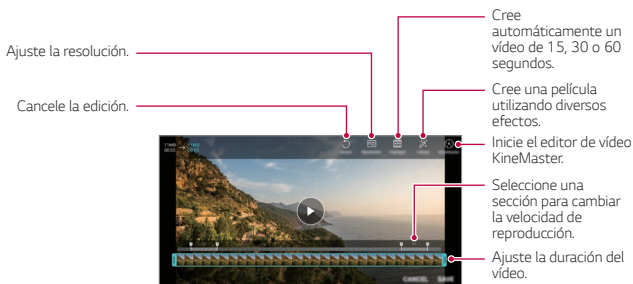 Ajuste la resolución.
Cancele la edición.
Cree
automáticamente un
vídeo de 15, 30 o 60
segundos.
Cree una película
utilizando diversos
efectos.
Inicie el editor de vídeo
KineMaster.
Seleccione una
sección para cambiar
la velocidad de
reproducción.
Ajuste la duración del
vídeo.
CANCEL SAVE